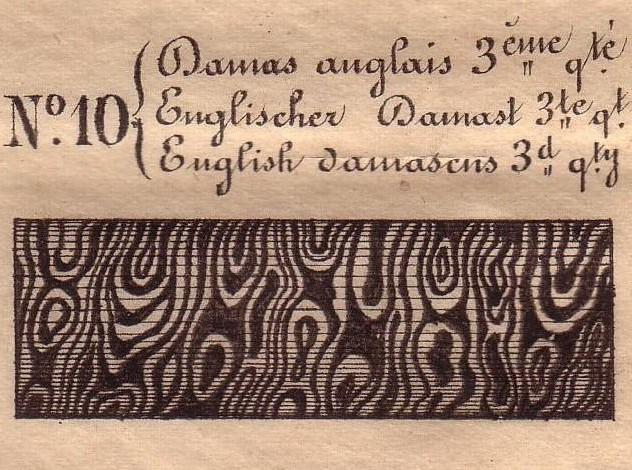 Nº. 10
Damas anglais 3ème qté
Englischer Damast 3te qt.
English damascus 3d qty